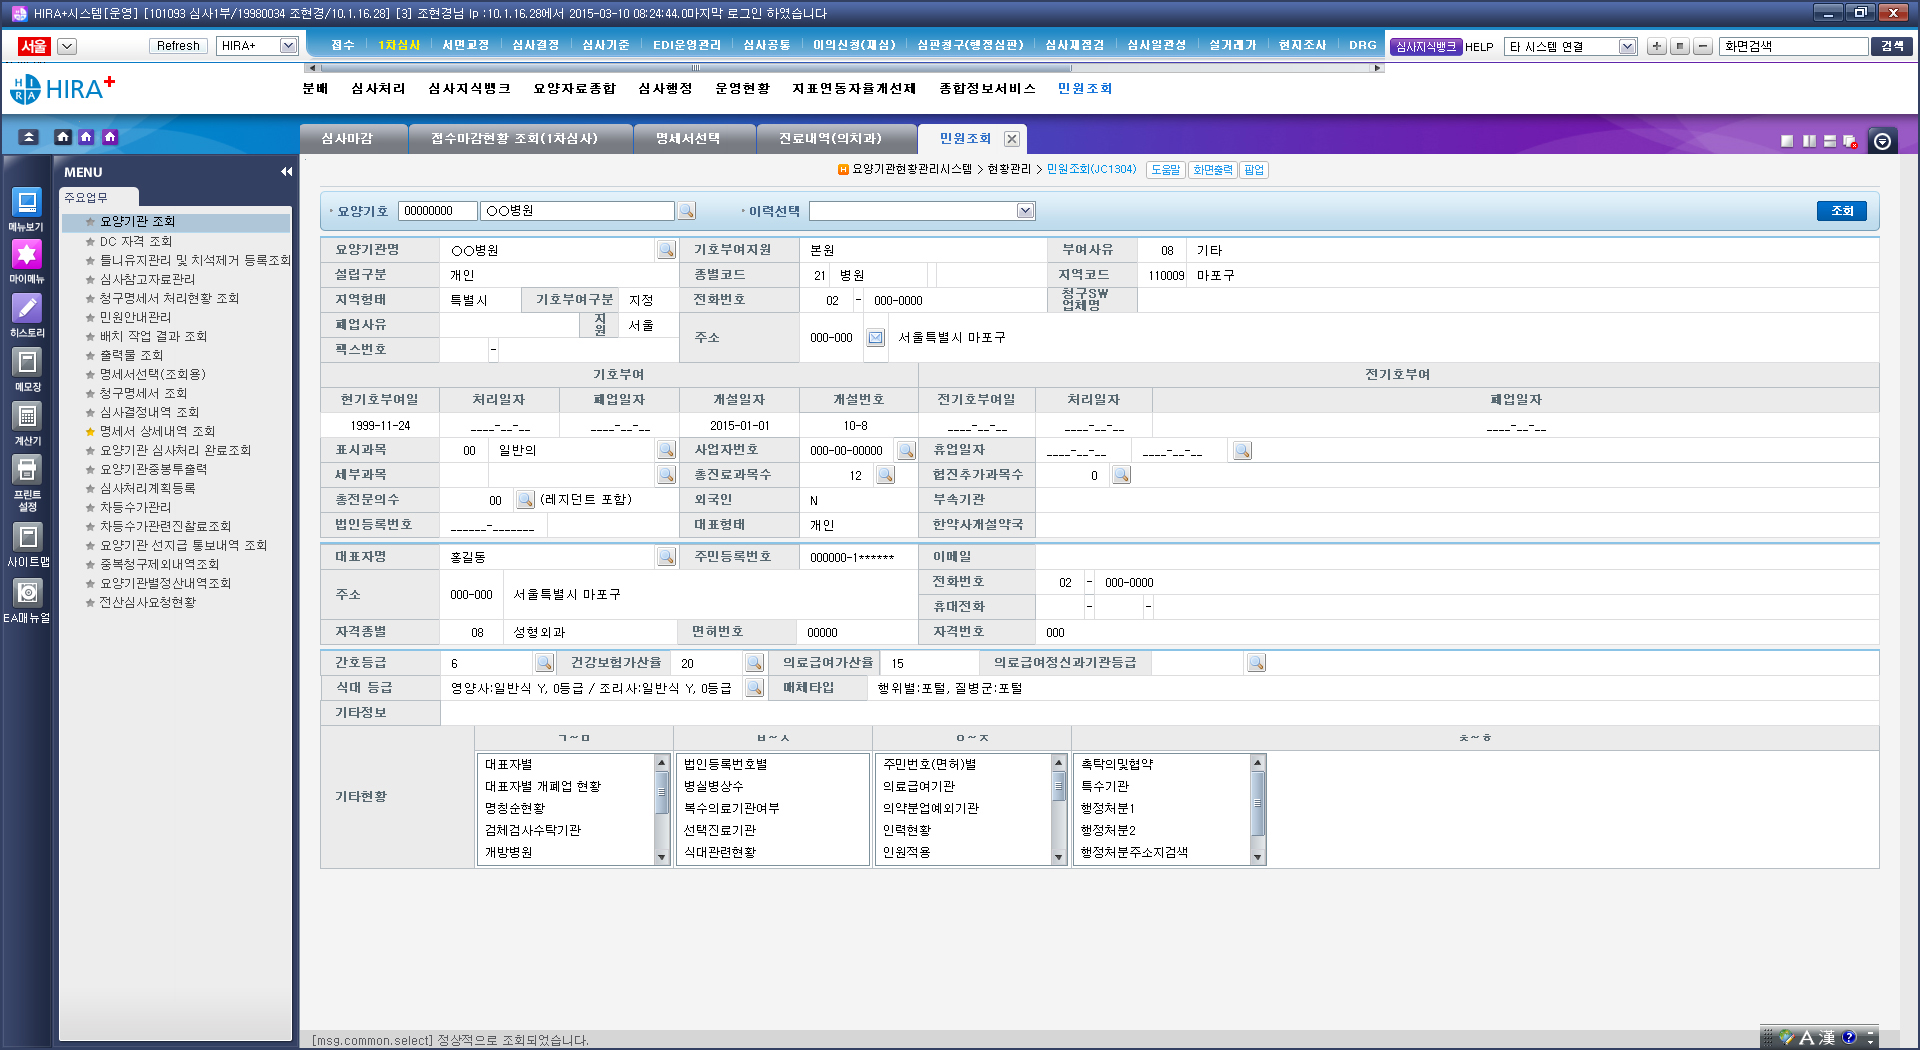 HIRA+시스템[운영] [101093 심사1부/19980034 조현경/10.1.16.28] [3] 조현경님 Ip :10.1.16.28에서 2015-03-10 08:24:44.0마지막 로그인 하였습니다
서울 Refresh HIRA+ 접수 1차심사 서면교정 심사결정 심사기준 EDI운영관리 심사공통 이의신청(재심) 심판청구(행정심판) 심사재점검 심사일관성 실거래가 현지조사 DRG 심사지식뱅크 HELP 타 시스템 연결 화면검색 검색
HIRA+ 분배 심사처리 심사지식뱅크 요양자료종합 심사행정 운영현황 지표연동자율개선제 종합정보서비스 민원조회
심사마감 접수마감현황 조회(1차심사) 명세서선택 진료내역(의치과) 민원조회
요양기관현황관리시스템 > 현황관리 > 민원조회(JC1304) 도움말 화면출력 팝업
메뉴보기
마이메뉴
히스토리
메모장
계산기
프린트
설정
사이트맵
EA매뉴얼
MENU
주요업무
요양기관 조회
DC 자격 조회
틀니유지관리 및 치석제거 등록조회
심사참고자료관리
청구명세서 처리현황 조회
민원안내관리
배치 작업 결과 조회
출력물 조회
명세서선택(조회용)
청구명세서 조회
심사결정내역 조회
명세서 상세내역 조회
요양기관 심사처리 완료조회
요양기관중봉투출력
심사처리계획등록
차등수가관리
차등수가관련진찰료조회
요양기관 선지급 통보내역 조회
중복청구제외내역조회
요양기관별정산내역조회
전산심사요청현황
요양기호 00000000 ○○병원 이력선택 조회
요양기관명 ○○병원 기호부여지원 본원 부여사유 08 기타
설립구분 개인 종별코드 21 병원 지역코드 110009 마포구
지역형태 특별시 기호부여구분 지정 전화번호 02 - 000-0000 청구SW 업체명
폐업사유 지원 서울 주소 000-000 서울특별시 마포구
팩스번호 -
기호부여 전기호부여
현기호부여일 처리일자 폐업일자 개설일자 개설번호 전기호부여일 처리일자 폐업일자
1999-11-24 ____-__-__ ____-__-__ 2015-01-01 10-8 ____-__-__ ____-__-__ ____-__-__
표시과목 00 일반의 사업자번호 000-00-00000 휴업일자 ____-__-__ ____-__-__
세부과목 총진료과목수 12 협진추가과목수 0
총전문의수 00 (레지던트 포함) 외국인 N 부속기관
법인등록번호 ______-_______ 대표형태 개인 한약사개설약국
대표자명 홍길동 주민등록번호 000000-1****** 이메일
주소 000-000 서울특별시 마포구 전화번호 02 - 000-0000
휴대전화 - -
자격종별 08 성형외과 면허번호 00000 자격번호 000
간호등급 6 건강보험가산율 20 의료급여가산율 15 의료급여정신과기관등급
식대 등급 영양사:일반식 Y, 0등급 / 조리사:일반식 Y, 0등급 매체타입 행위별:포털, 질병군:포털
기타정보
기타현황
ㄱ~ㅁ ㅂ~ㅅ ㅇ~ㅈ ㅊ~ㅎ
대표자별 법인등록번호별 주민번호(면허)별 촉탁의및협약
대표자별 개폐업 현황 병실병상수 의료급여기관 특수기관
명칭순현황 복수의료기관여부 의약분업예외기관 행정처분1
검체검사수탁기관 선택진료기관 인력현황 행정처분2
개방병원 식대관련현황 인원적용 행정처분주소지검색
[msg.common.select] 정상적으로 조회되었습니다.
A 漢